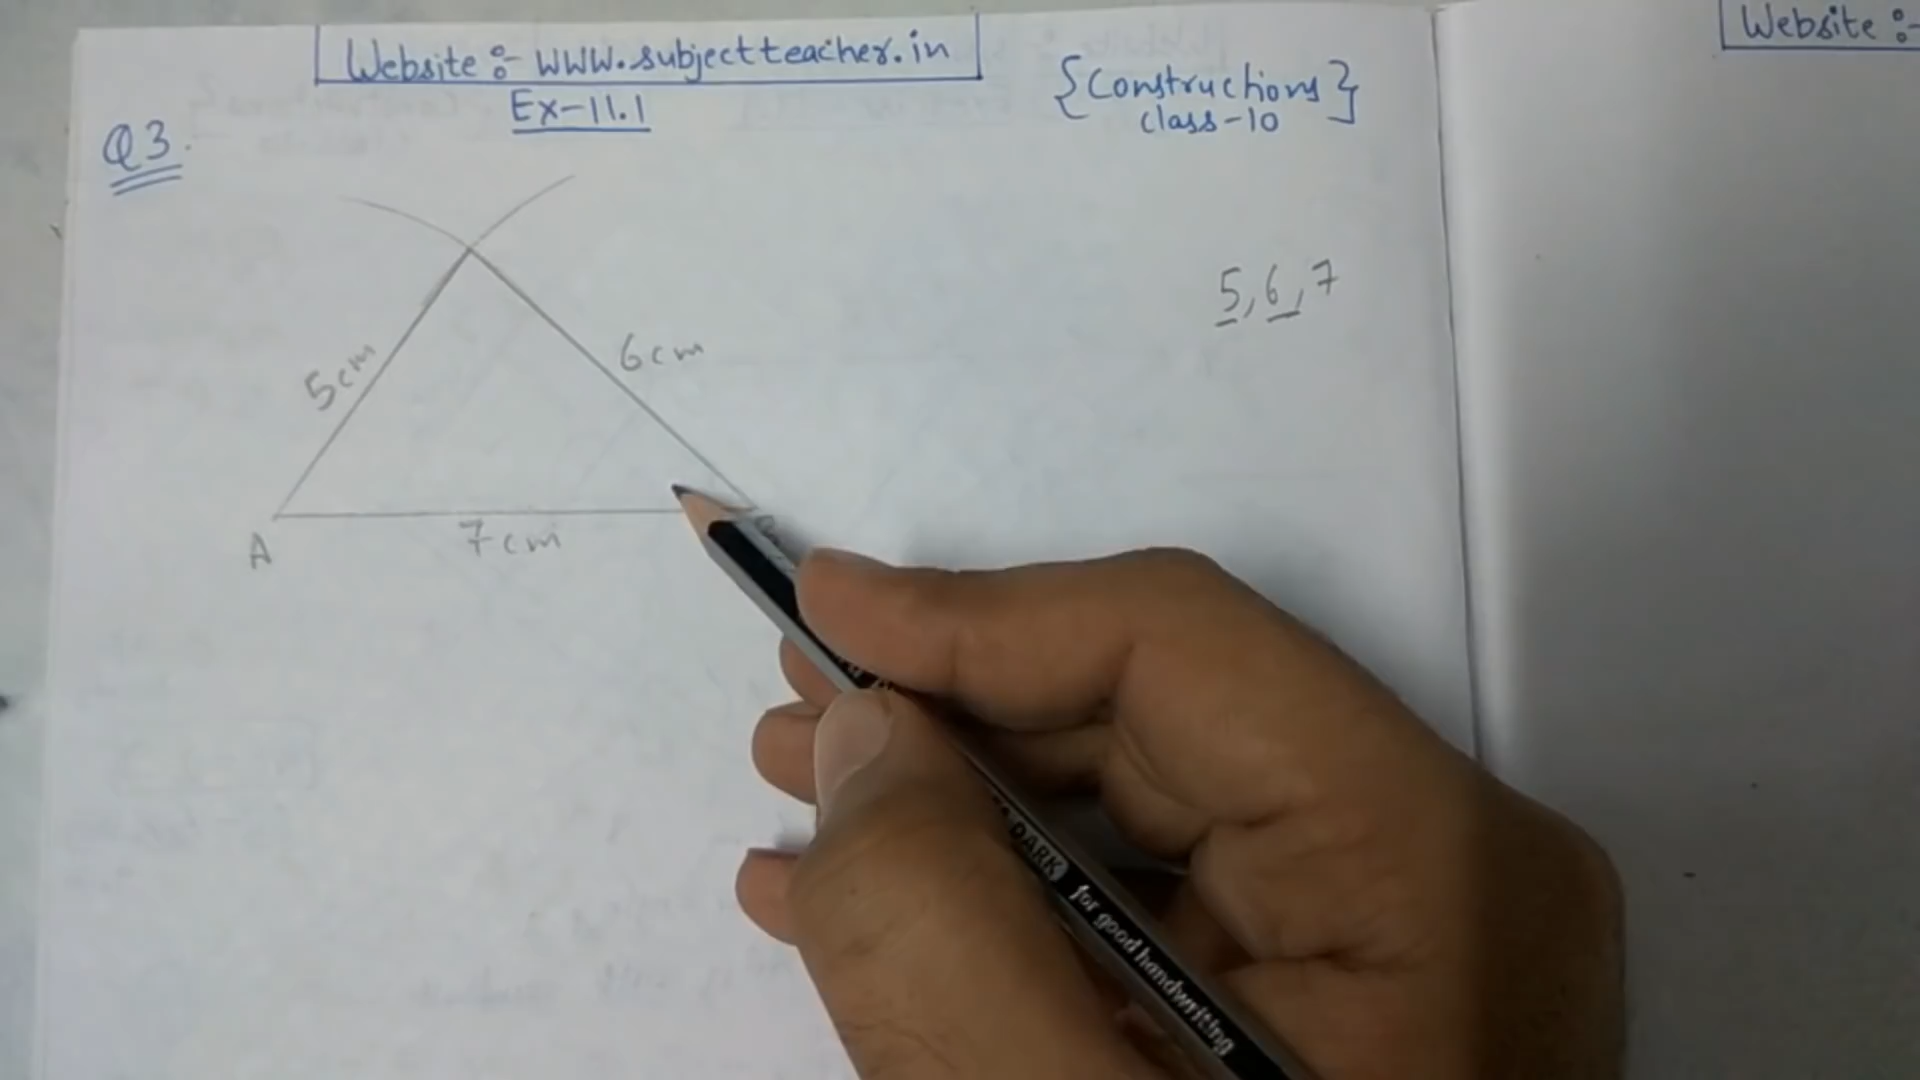 Website :- www.subjectteacher.in
Website :-
Ex-11.1
{Constructions}
class-10
Q3.
5, 6, 7
5cm
6cm
7cm
A
B
DARK for good handwriting